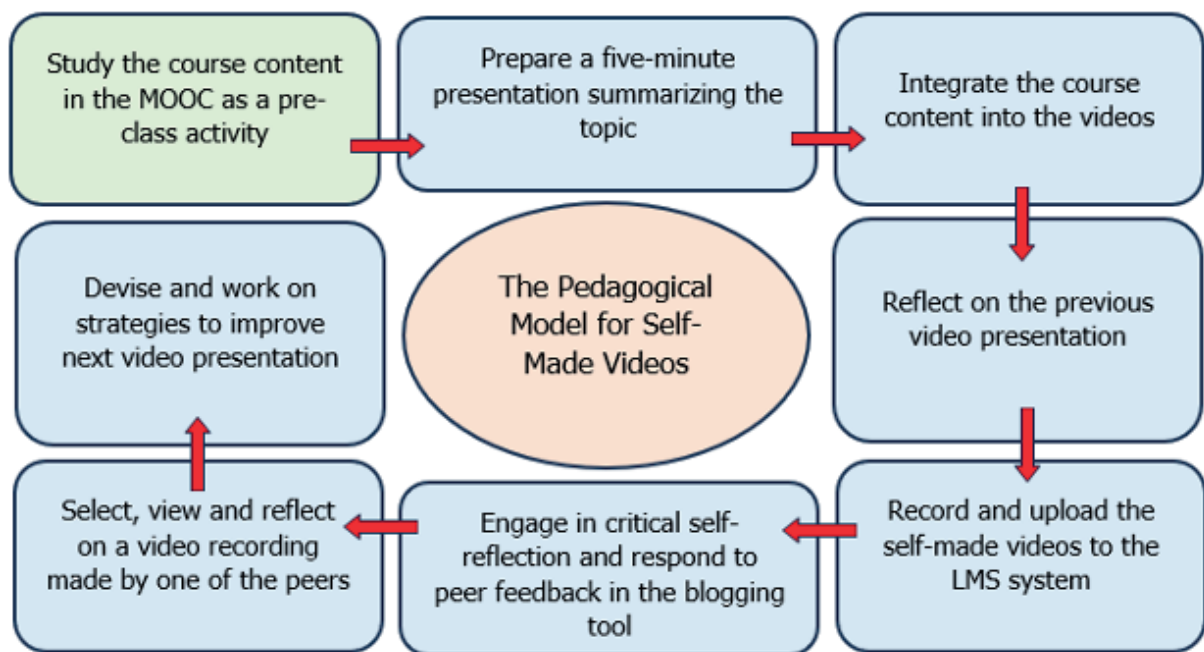 Study the course content
in the MOOC as a pre-
class activity
Prepare a five-minute
presentation summarizing the
topic
Integrate the course
content into the videos
Reflect on the previous
video presentation
Record and upload the
self-made videos to the
LMS system
Engage in critical self-
reflection and respond to
peer feedback in the blogging
tool
Select, view and reflect
on a video recording
made by one of the peers
Devise and work on
strategies to improve
next video presentation
The Pedagogical
Model for Self-
Made Videos